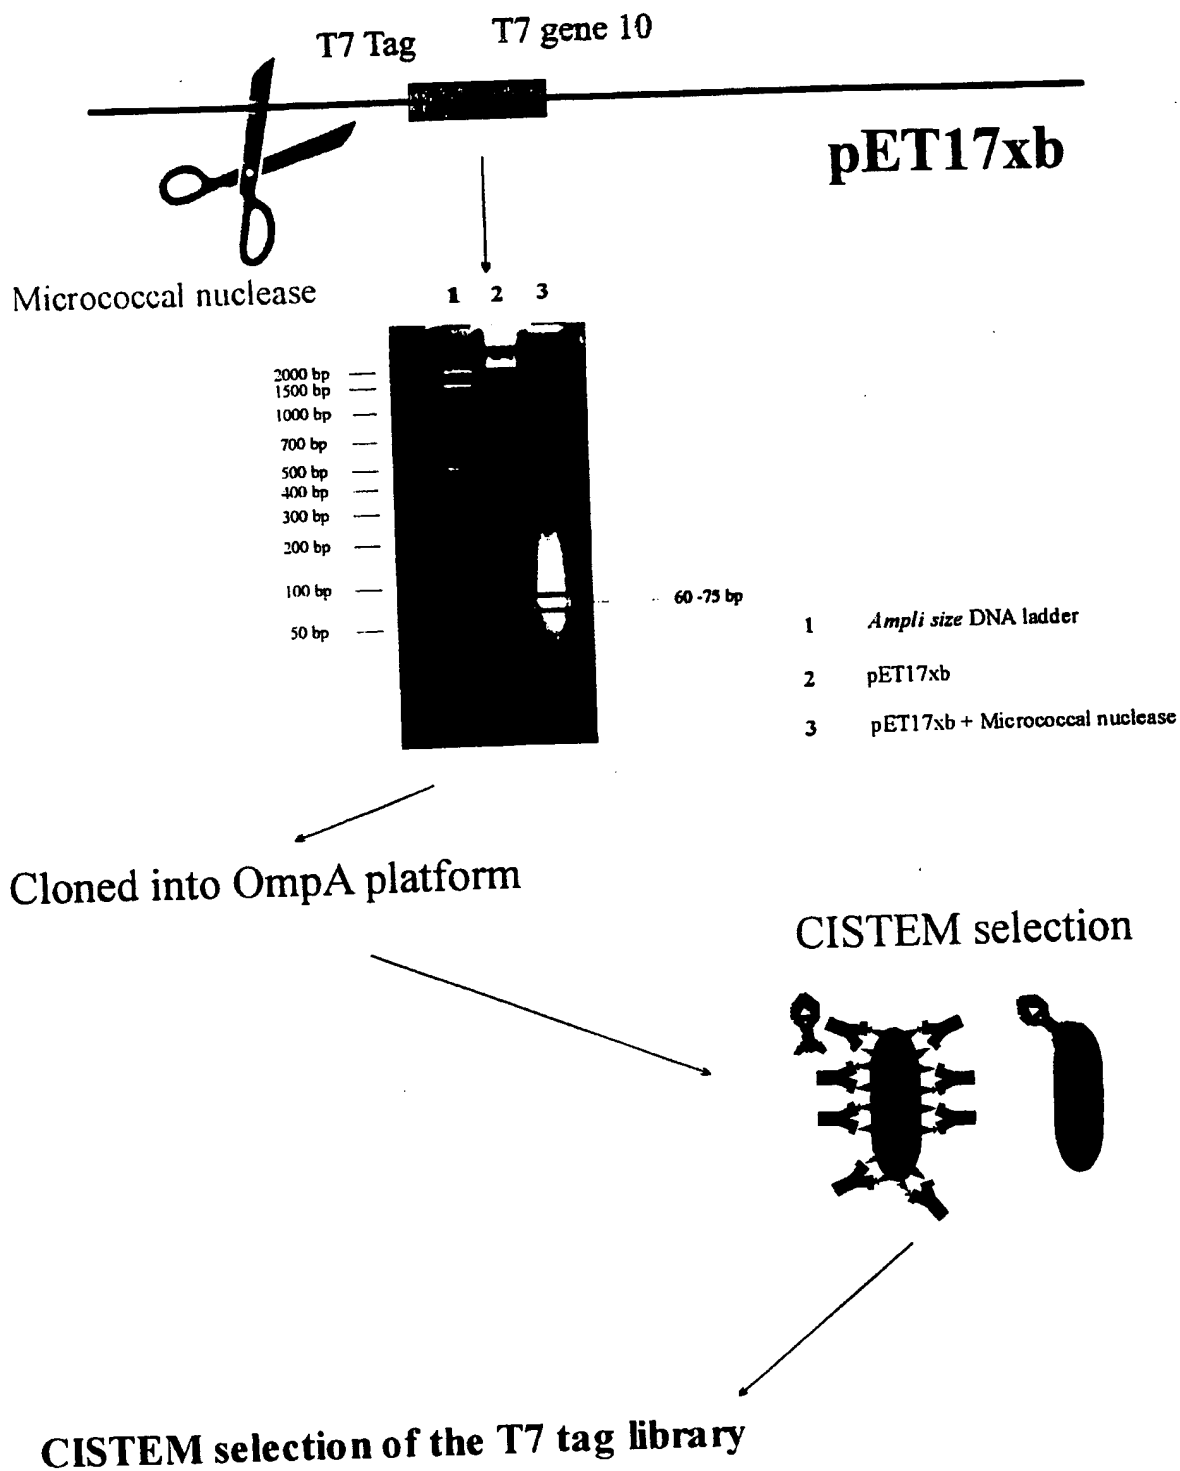 T7 Tag
T7 gene 10
pET17xb
Micrococcal nuclease
1 2 3
2000 bp
1500 bp
1000 bp
700 bp
500 bp
400 bp
300 bp
200 bp
100 bp
60 -75 bp
50 bp
1 Ampli size DNA ladder
2 pET17xb
3 pET17xb + Micrococcal nuclease
Cloned into OmpA platform
CISTEM selection
CISTEM selection of the T7 tag library